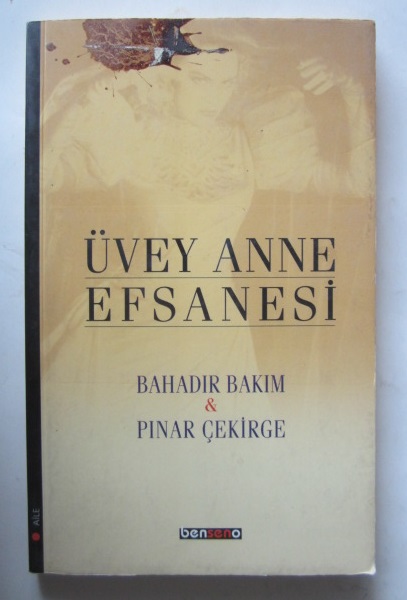 ÜVEY ANNE
EFSANESİ
BAHADIR BAKIM
&
PINAR ÇEKİRGE
AİLE
benseno